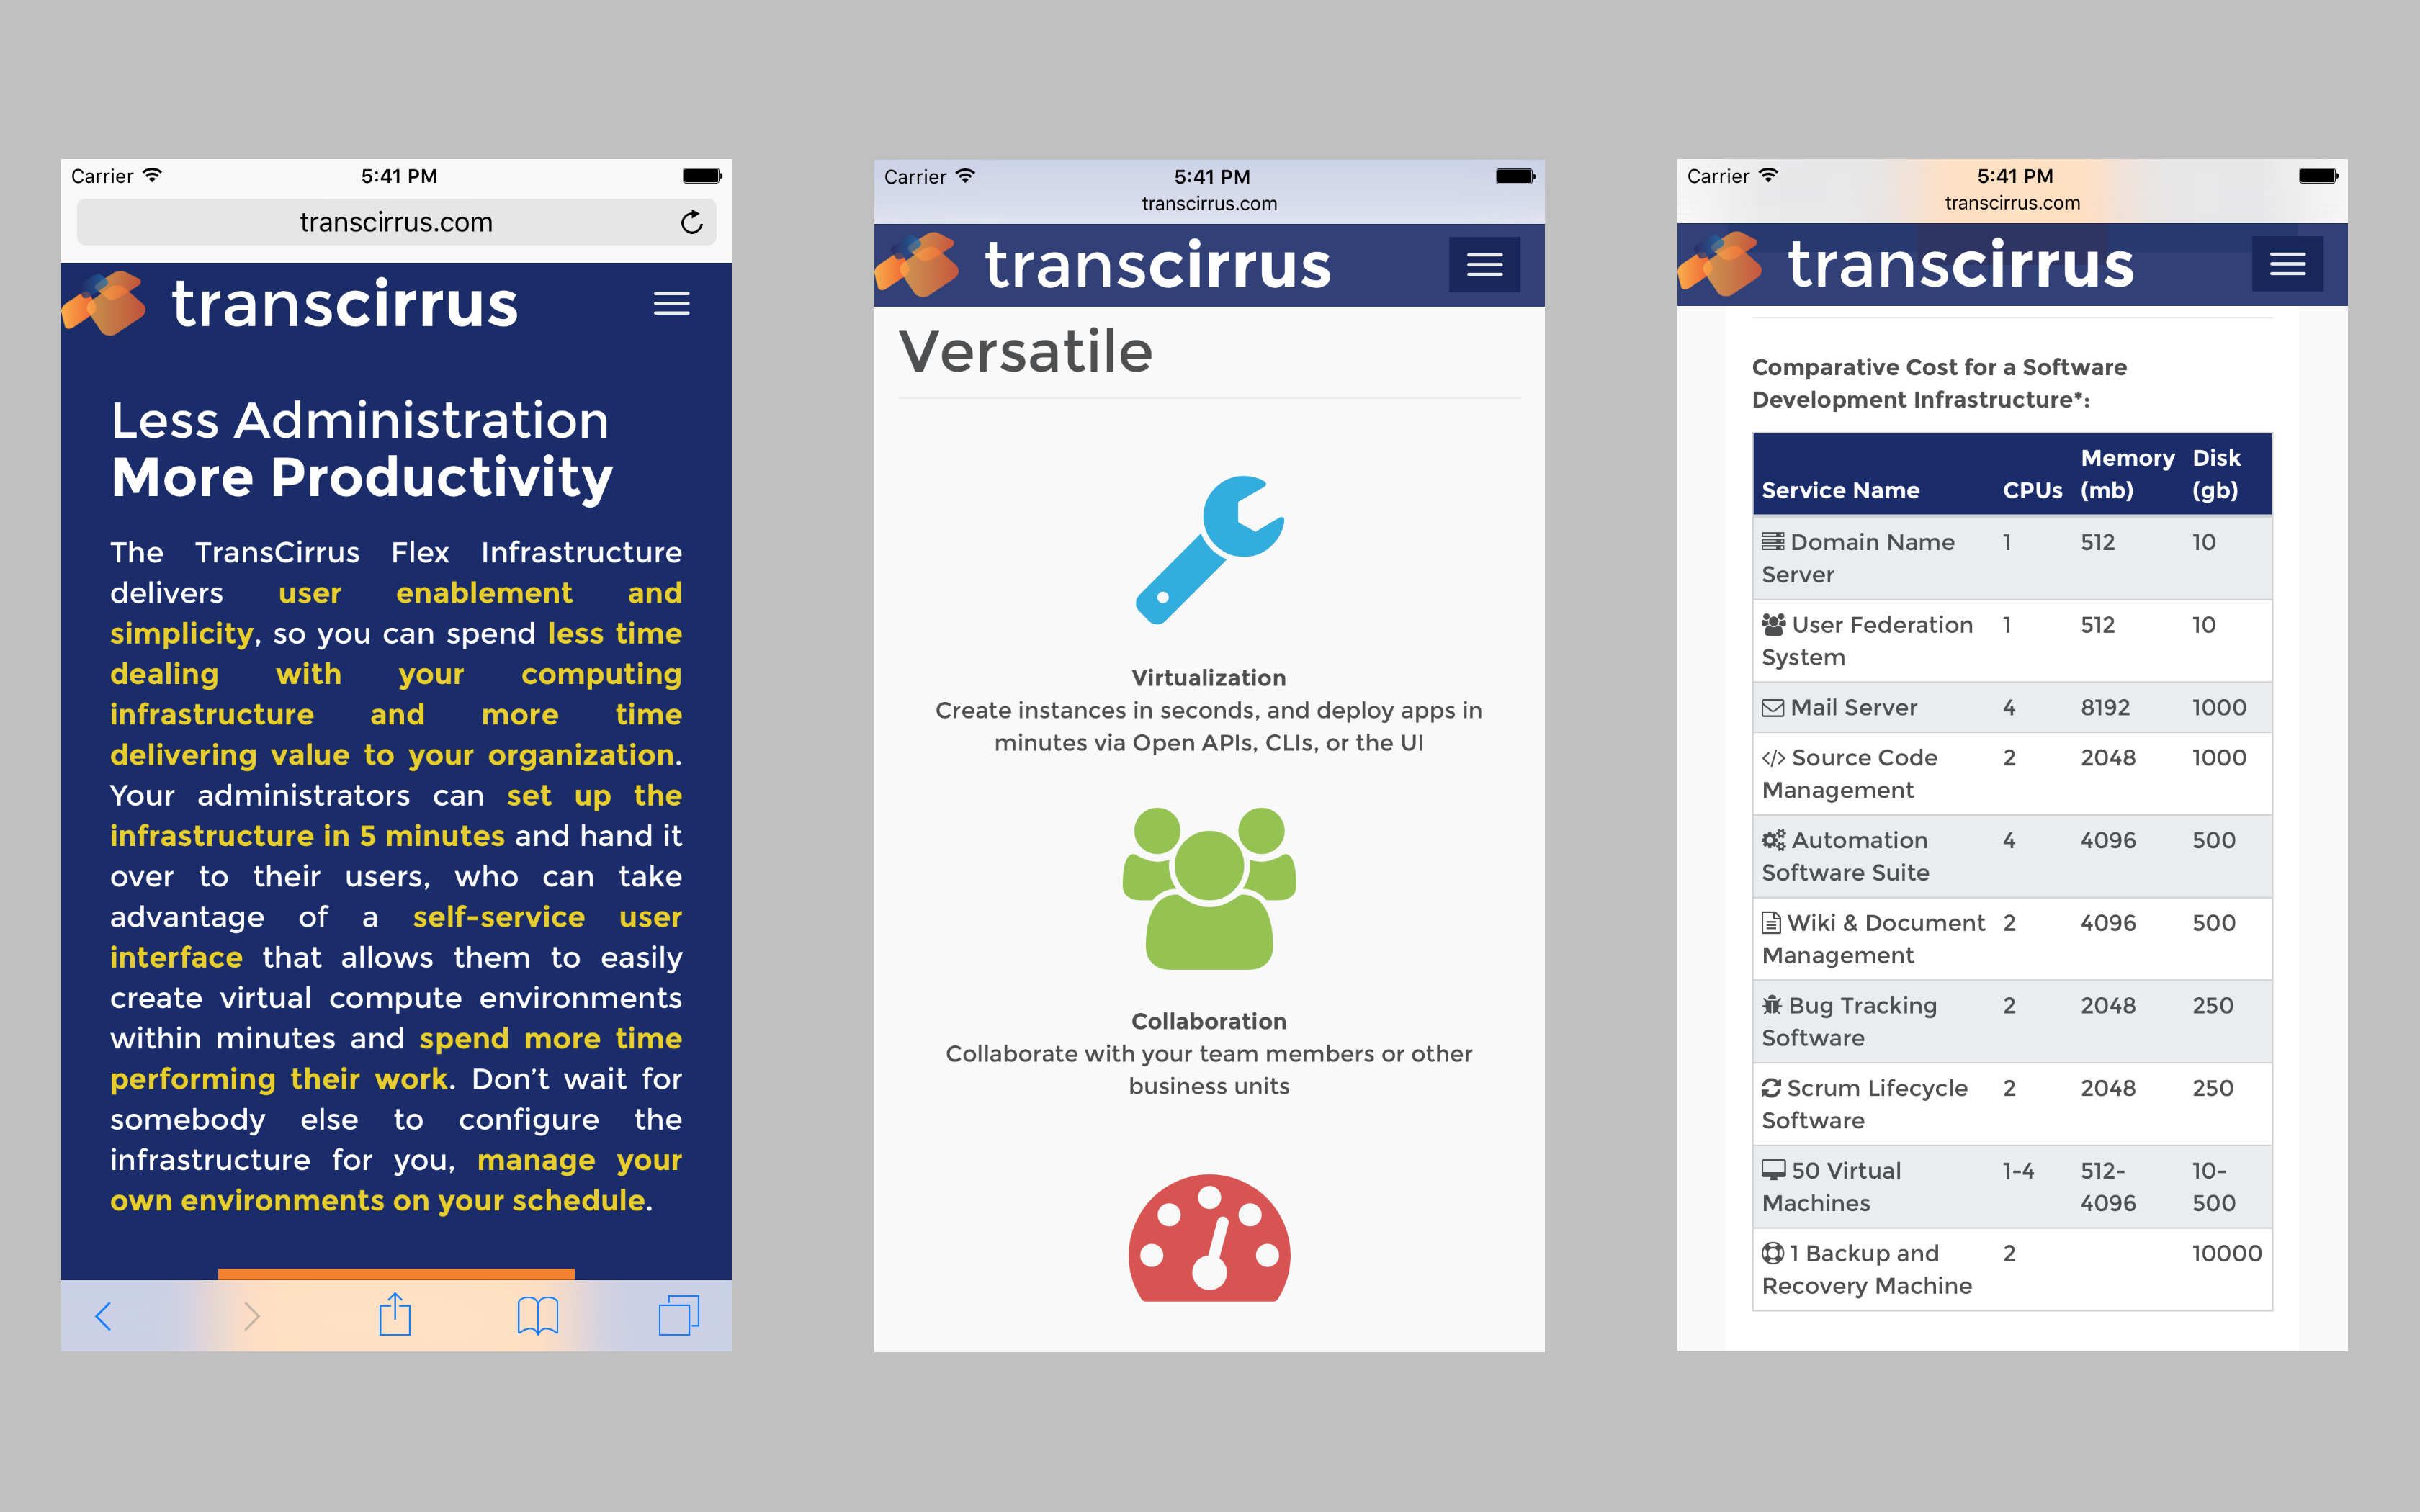 Carrier 5:41 PM
transcirrus.com
transcirrus
Less Administration
More Productivity
The TransCirrus Flex Infrastructure
delivers user enablement and
simplicity, so you can spend less time
dealing with your computing
infrastructure and more time
delivering value to your organization.
Your administrators can set up the
infrastructure in 5 minutes and hand it
over to their users, who can take
advantage of a self-service user
interface that allows them to easily
create virtual compute environments
within minutes and spend more time
performing their work. Don't wait for
somebody else to configure the
infrastructure for you, manage your
own environments on your schedule.
Carrier 5:41 PM
transcirrus.com
transcirrus
Versatile
Virtualization
Create instances in seconds, and deploy apps in
minutes via Open APIs, CLIs, or the UI
Collaboration
Collaborate with your team members or other
business units
Carrier 5:41 PM
transcirrus.com
transcirrus
Comparative Cost for a Software
Development Infrastructure*:
Service Name CPUs Memory (mb) Disk (gb)
Domain Name 1 512 10
Server
User Federation 1 512 10
System
Mail Server 4 8192 1000
Source Code 2 2048 1000
Management
Automation 4 4096 500
Software Suite
Wiki & Document 2 4096 500
Management
Bug Tracking 2 2048 250
Software
Scrum Lifecycle 2 2048 250
Software
50 Virtual 1-4 512- 10-
Machines 4096 500
1 Backup and 2 10000
Recovery Machine